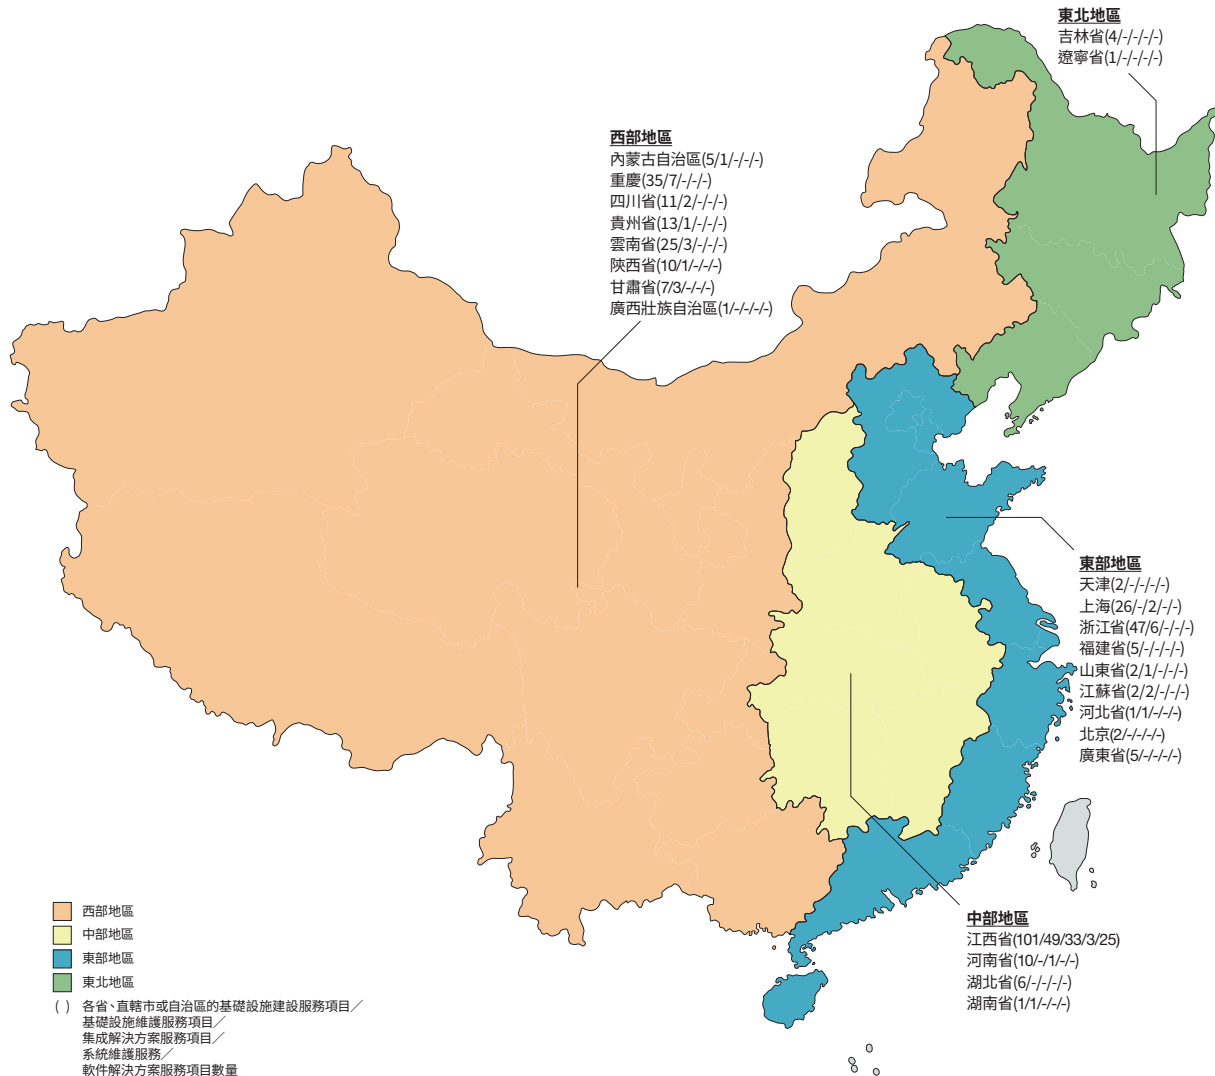 東北地區
吉林省(4/-/-/-/-)
遼寧省(1/-/-/-/-)
西部地區
內蒙古自治區(5/1/-/-/-)
重慶(35/7/-/-/-)
四川省(11/2/-/-/-)
貴州省(13/1/-/-/-)
雲南省(25/3/-/-/-)
陝西省(10/1/-/-/-)
甘肅省(7/3/-/-/-)
廣西壯族自治區(1/-/-/-/-)
東部地區
天津(2/-/-/-/-)
上海(26/-/2/-/-)
浙江省(47/6/-/-/-)
福建省(5/-/-/-/-)
山東省(2/1/-/-/-)
江蘇省(2/2/-/-/-)
河北省(1/1/-/-/-)
北京(2/-/-/-/-)
廣東省(5/-/-/-/-)
中部地區
江西省(101/49/33/3/25)
河南省(10/-/1/-/-)
湖北省(6/-/-/-/-)
湖南省(1/1/-/-/-)
西部地區
中部地區
東部地區
東北地區
( ) 各省、直轄市或自治區的基礎設施建設服務項目／
基礎設施維護服務項目／
集成解決方案服務項目／
系統維護服務／
軟件解決方案服務項目數量